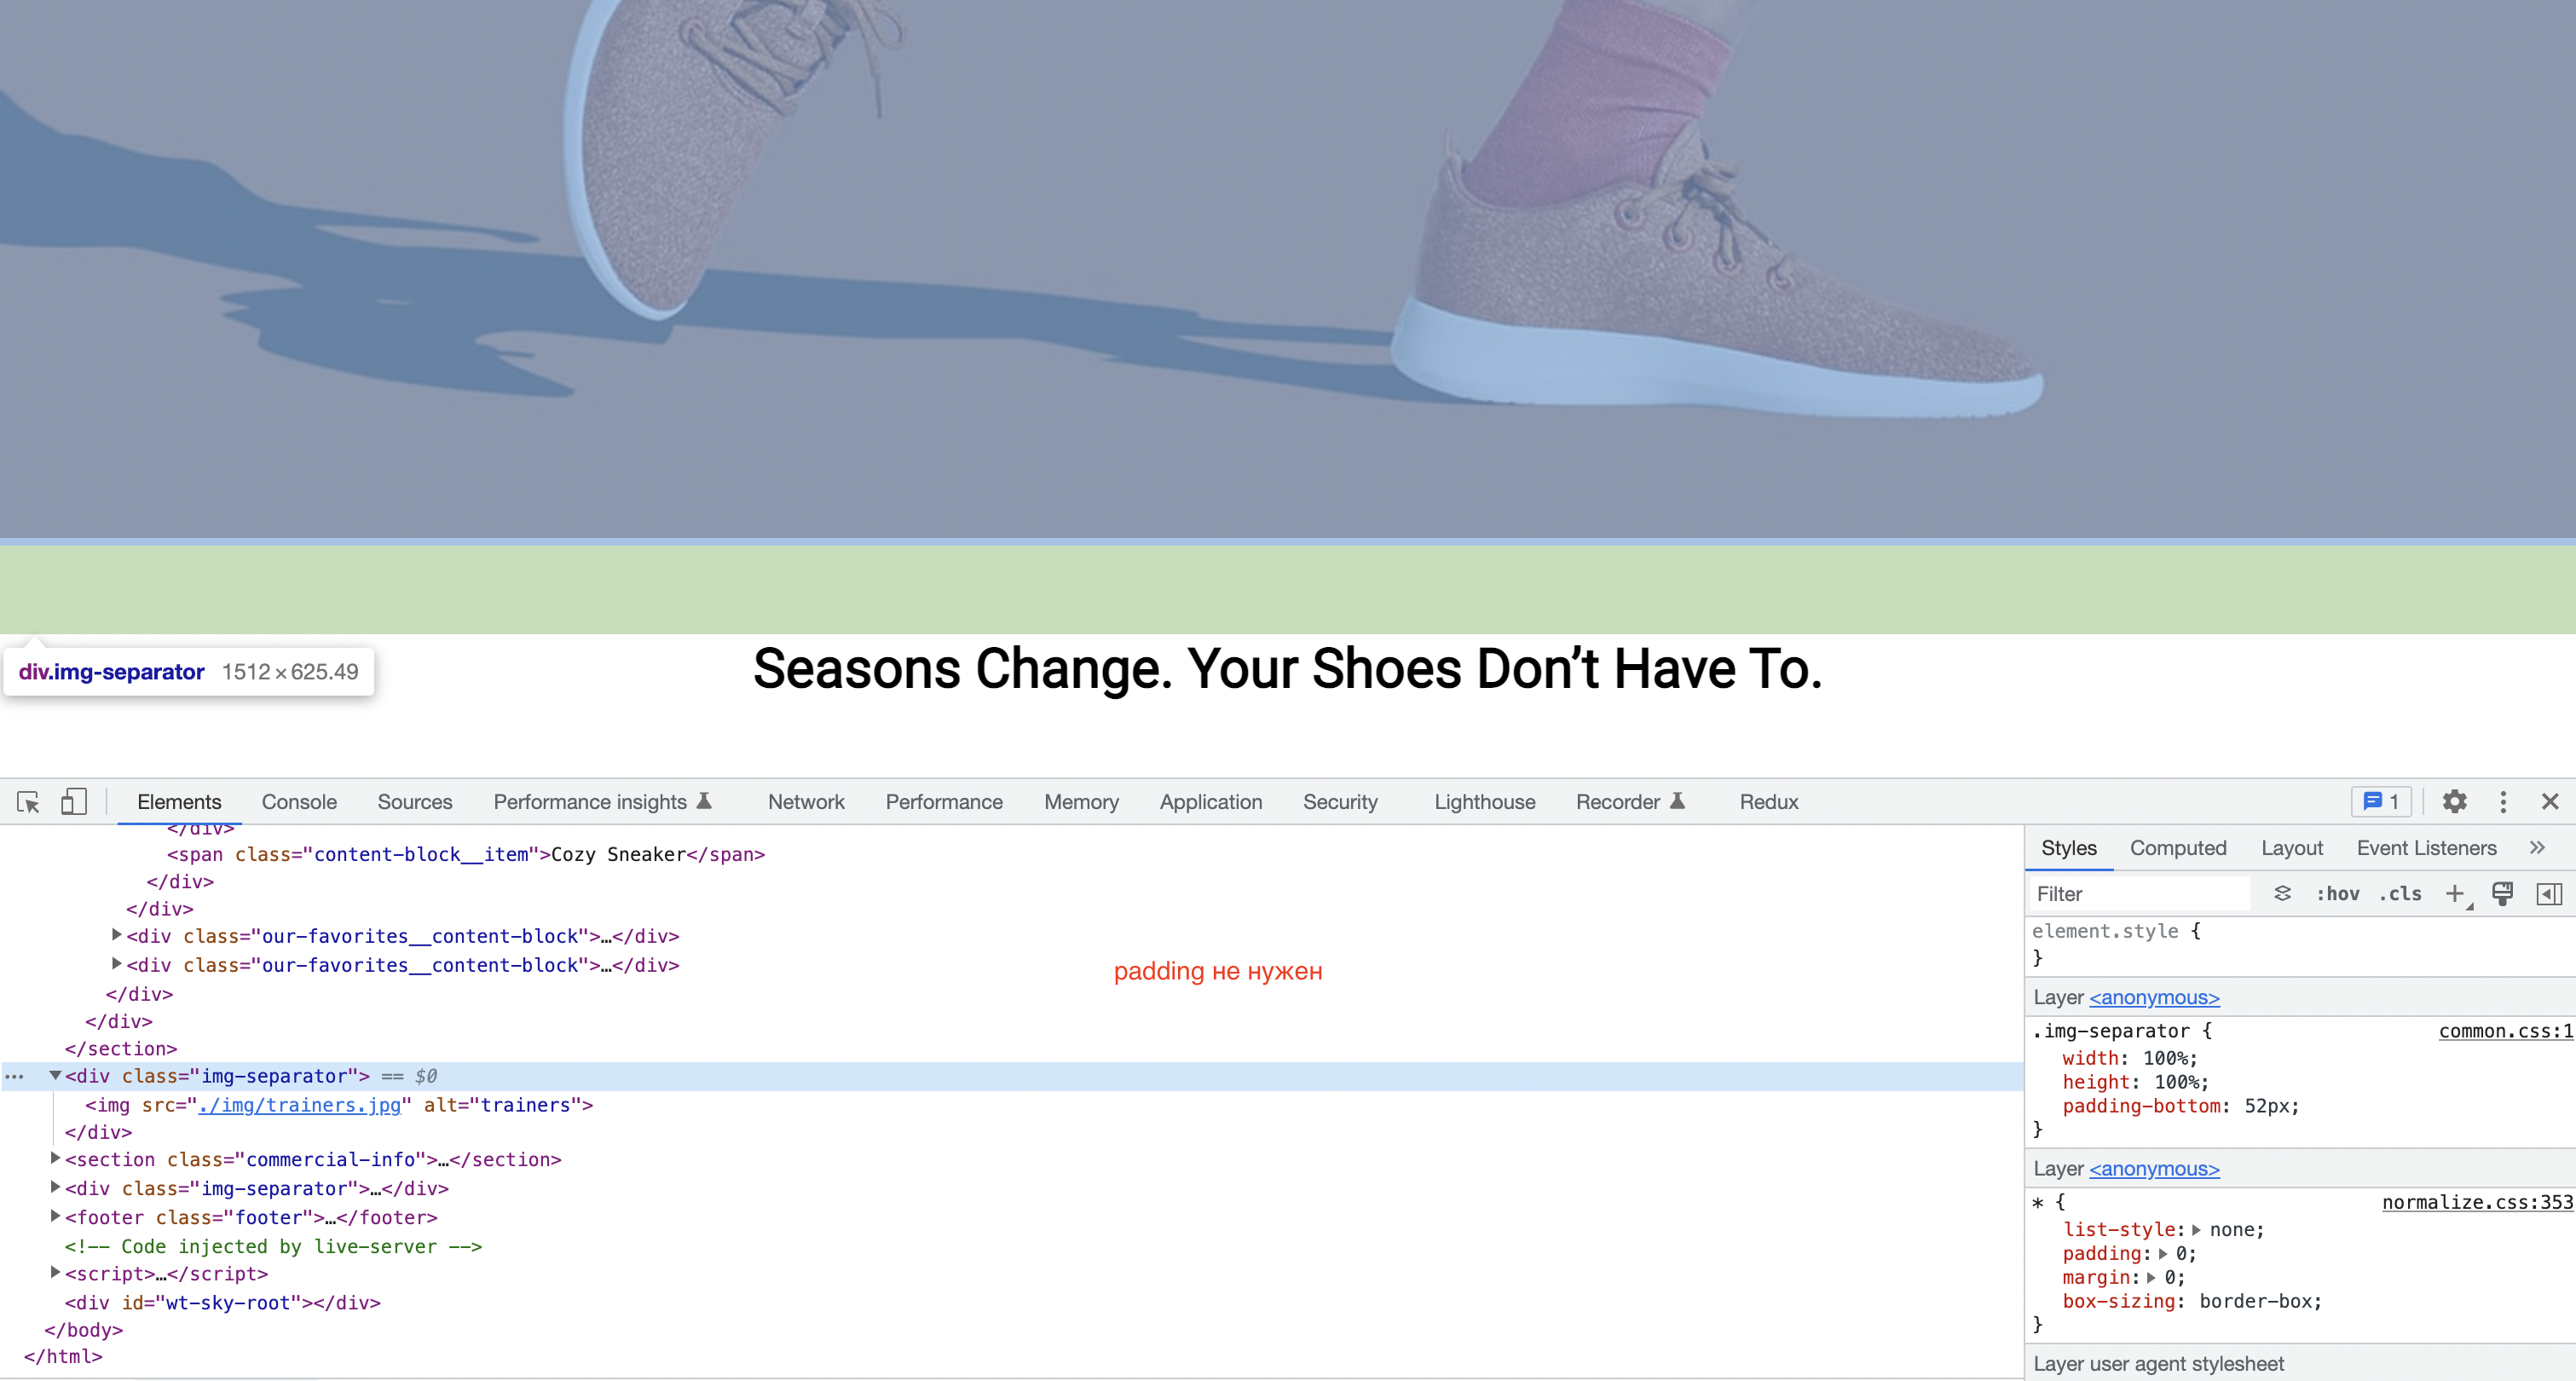 Seasons Change. Your Shoes Don’t Have To.
div.img-separator 1512 × 625.49
Elements Console Sources Performance insights Network Performance Memory Application Security Lighthouse Recorder Redux 1
</div>
<span class="content-block__item">Cozy Sneaker</span>
</div>
</div>
<div class="our-favorites__content-block">…</div>
<div class="our-favorites__content-block">…</div>
padding не нужен
</div>
</div>
</section>
<div class="img-separator"> == $0
<img src="./img/trainers.jpg" alt="trainers">
</div>
<section class="commercial-info">…</section>
<div class="img-separator">…</div>
<footer class="footer">…</footer>
<!-- Code injected by live-server -->
<script>…</script>
<div id="wt-sky-root"></div>
</body>
</html>
Styles Computed Layout Event Listeners
Filter :hov .cls
element.style {
}
Layer <anonymous>
.img-separator { common.css:1
width: 100%;
height: 100%;
padding-bottom: 52px;
}
Layer <anonymous>
* { normalize.css:353
list-style: none;
padding: 0;
margin: 0;
box-sizing: border-box;
}
Layer user agent stylesheet